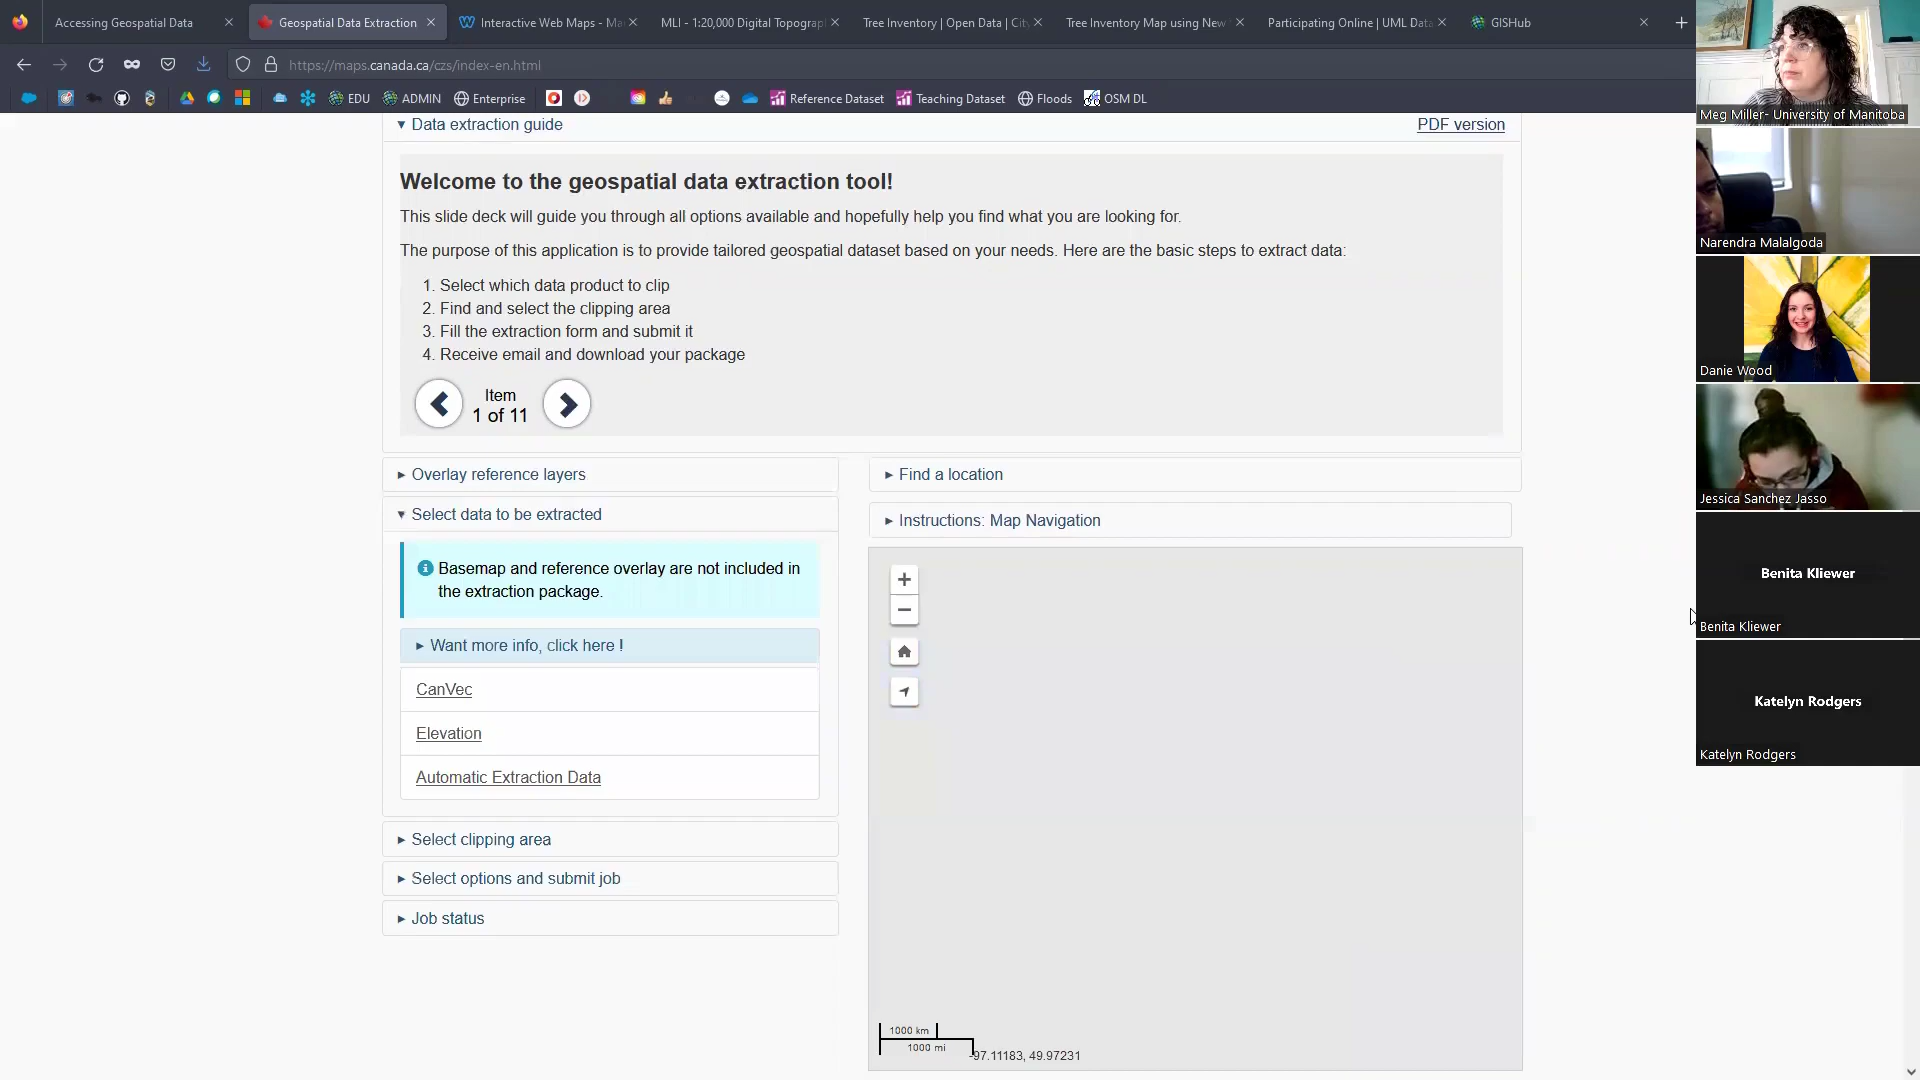 Accessing Geospatial Data
Geospatial Data Extraction
Interactive Web Maps - Ma
MLI - 1:20,000 Digital Topograp
Tree Inventory | Open Data | Cit
Tree Inventory Map using New
Participating Online | UML Data
GISHub
https://maps.canada.ca/czs/index-en.html
EDU
ADMIN
Enterprise
Reference Dataset
Teaching Dataset
Floods
OSM DL
Data extraction guide
PDF version
Welcome to the geospatial data extraction tool!
This slide deck will guide you through all options available and hopefully help you find what you are looking for.
The purpose of this application is to provide tailored geospatial dataset based on your needs. Here are the basic steps to extract data:
1. Select which data product to clip
2. Find and select the clipping area
3. Fill the extraction form and submit it
4. Receive email and download your package
Item
1 of 11
Overlay reference layers
Select data to be extracted
Basemap and reference overlay are not included in
the extraction package.
Want more info, click here !
CanVec
Elevation
Automatic Extraction Data
Select clipping area
Select options and submit job
Job status
Find a location
Instructions: Map Navigation
+
−
1000 km
1000 mi
-97.11183, 49.97231
Meg Miller- University of Manitoba
Narendra Malalgoda
Danie Wood
Jessica Sanchez Jasso
Benita Kliewer
Benita Kliewer
Katelyn Rodgers
Katelyn Rodgers